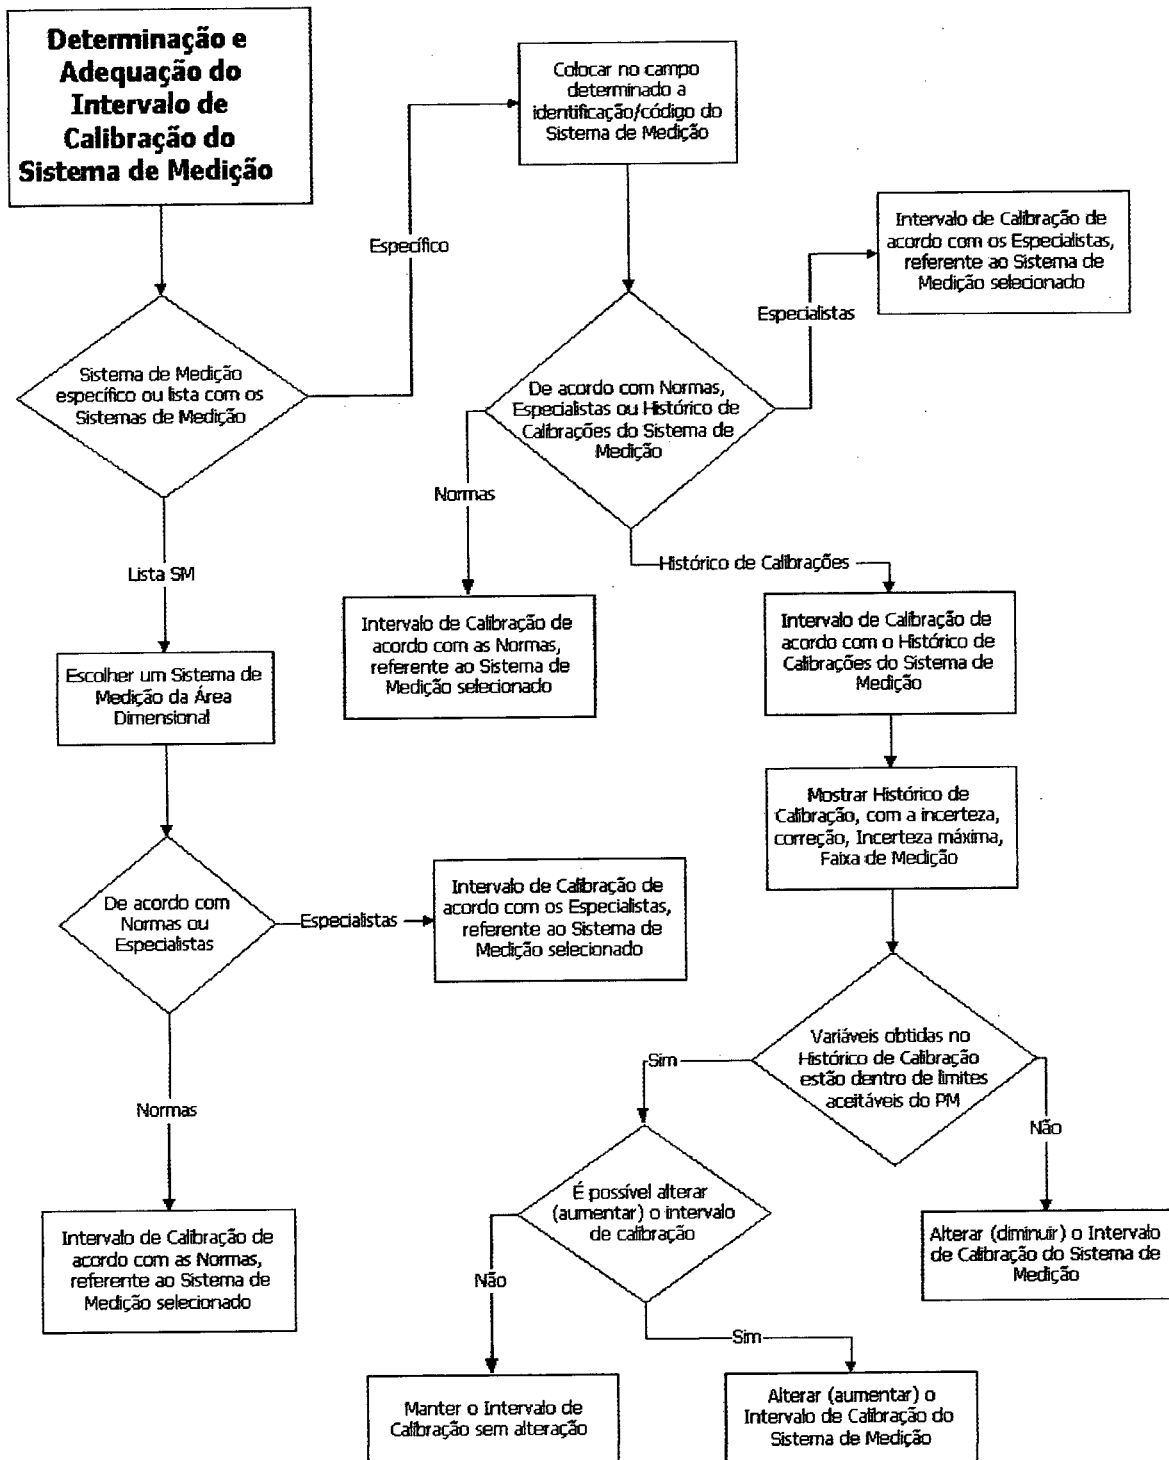 Determinação e
Adequação do
Intervalo de
Calibração do
Sistema de Medição
Colocar no campo
determinado a
identificação/código do
Sistema de Medição
Específico
Intervalo de Calibração de
acordo com os Especialistas,
referente ao Sistema de
Medição selecionado
Especialistas
Sistema de Medição
específico ou lista com os
Sistemas de Medição
De acordo com Normas,
Especialistas ou Histórico de
Calibrações do Sistema de
Medição
Normas
Lista SM
Histórico de Calibrações
Intervalo de Calibração de
acordo com as Normas,
referente ao Sistema de
Medição selecionado
Intervalo de Calibração de
acordo com o Histórico de
Calibrações do Sistema de
Medição
Escolher um Sistema de
Medição da Área
Dimensional
Mostrar Histórico de
Calibração, com a incerteza,
correção, Incerteza máxima,
Faixa de Medição
De acordo com
Normas ou
Especialistas
Especialistas
Intervalo de Calibração de
acordo com os Especialistas,
referente ao Sistema de
Medição selecionado
Variáveis obtidas no
Histórico de Calibração
estão dentro de limites
aceitáveis do PM
Sim
Não
Normas
É possível alterar
(aumentar) o intervalo
de calibração
Intervalo de Calibração de
acordo com as Normas,
referente ao Sistema de
Medição selecionado
Alterar (diminuir) o Intervalo
de Calibração do Sistema de
Medição
Não
Sim
Manter o Intervalo de
Calibração sem alteração
Alterar (aumentar) o
Intervalo de Calibração do
Sistema de Medição